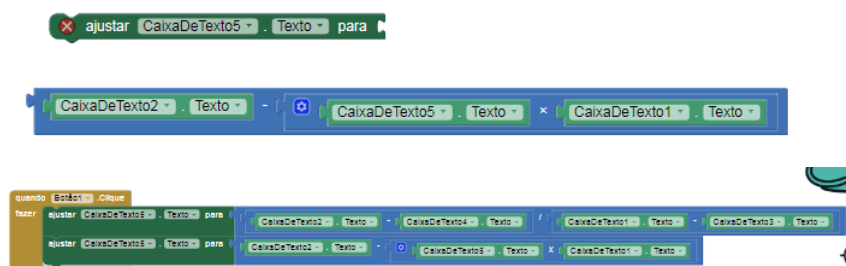 ajustar CaixaDeTexto5 . Texto para
CaixaDeTexto2 . Texto - CaixaDeTexto5 . Texto × CaixaDeTexto1 . Texto
quando Botão1 .Clique
fazer ajustar CaixaDeTexto5 . Texto para CaixaDeTexto2 . Texto - CaixaDeTexto4 . Texto / CaixaDeTexto1 . Texto - CaixaDeTexto3 . Texto
ajustar CaixaDeTexto5 . Texto para CaixaDeTexto2 . Texto - CaixaDeTexto5 . Texto × CaixaDeTexto1 . Texto